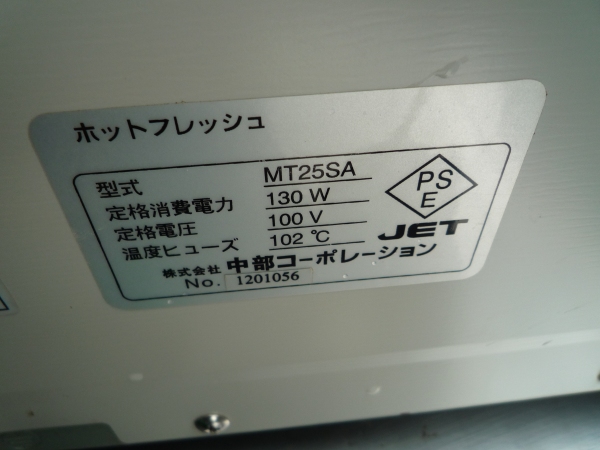 ホットフレッシュ
型式 MT25SA
定格消費電力 130 W
定格電圧 100 V
温度ヒューズ 102 ℃
PS
E
JET
株式会社 中部コーポレーション
No. 1201056